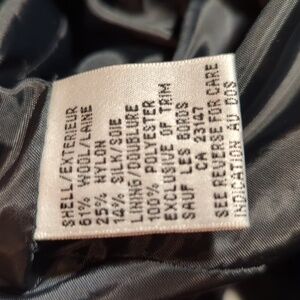 SHELL/EXTERIEUR
61% WOOL/LAINE
25% NYLON
14% SILK/SOIE
LINING/DOUBLURE
100% POLYESTER
EXCLUSIVE OF TRIM
SAUF LES BORDS
CA 23147
SEE REVERSE FOR CARE
INDICATION AU DOS